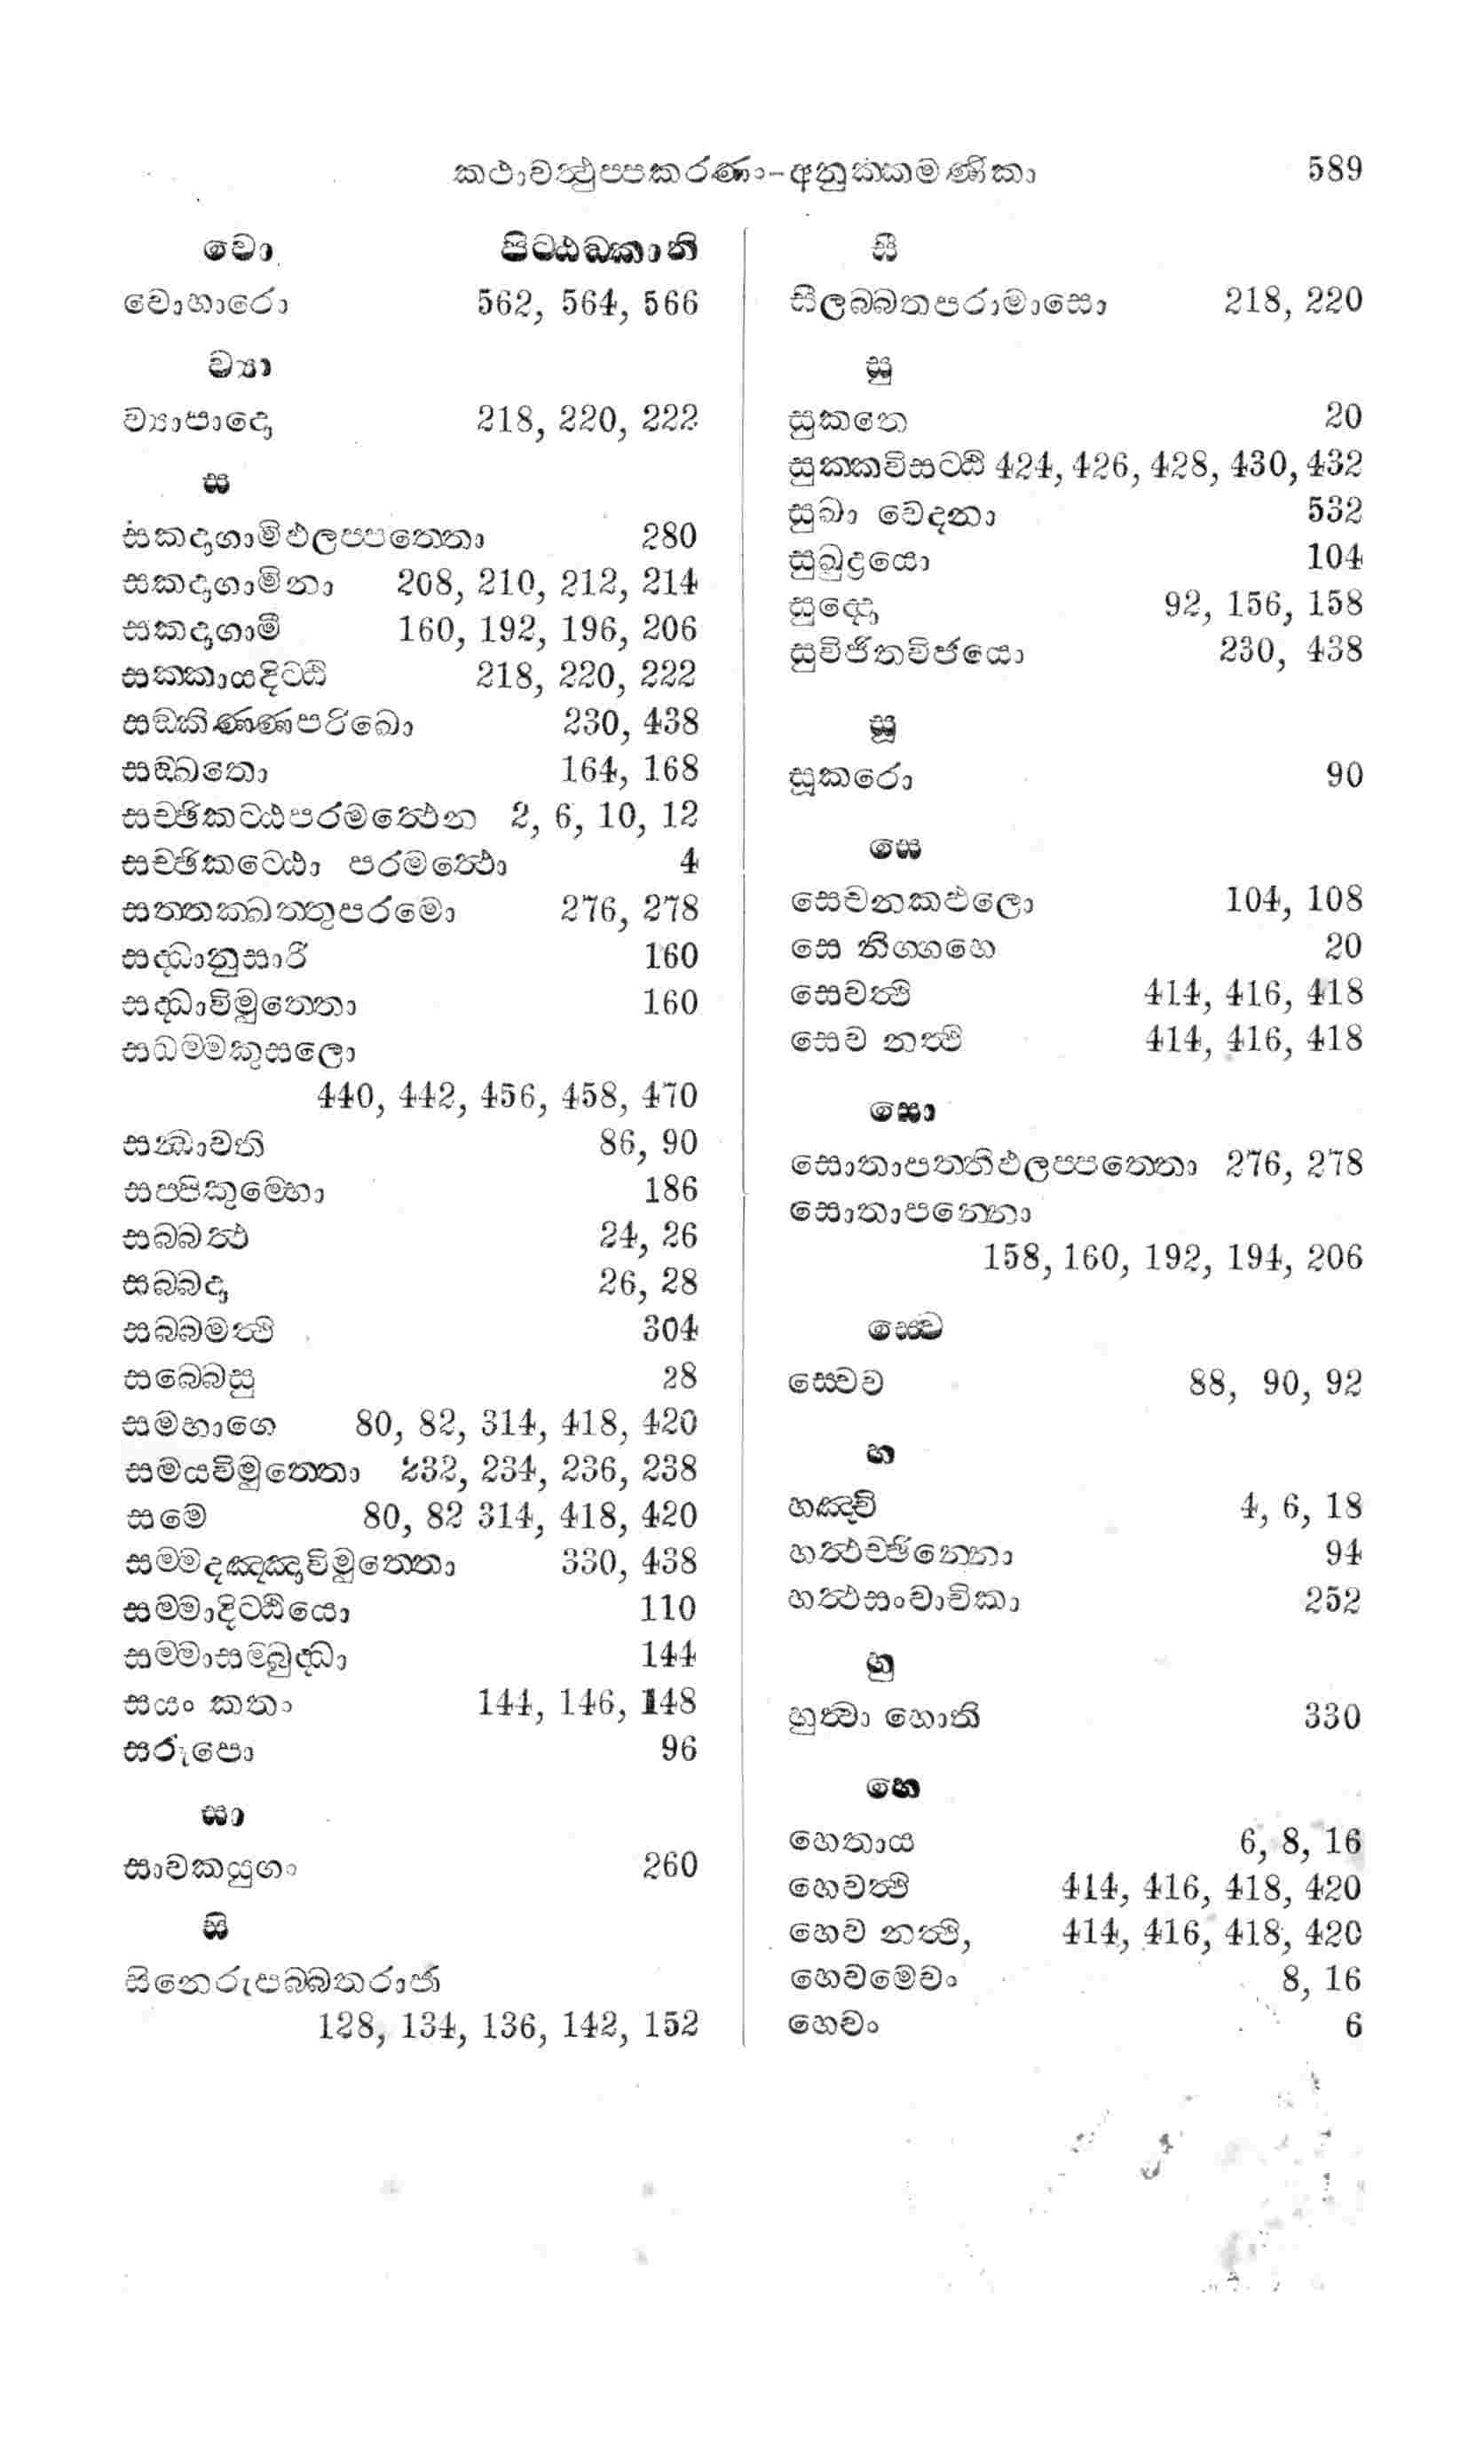 කථාවත්ථුප්පකරණා-අනුක්කමණිකා 589
වො පිට්ඨඞකානි
වොහාරො 562, 564, 566
ව්‍යා
ව්‍යාපාදො 218, 220, 222
ස
සකදාගාමිඵලප්පත්තො 280
සකදාගාමිනා 208, 210, 212, 214
සකදාගාමී 160, 192, 196, 206
සක්කායදිට්ඨි 218, 220, 222
සඞ්කිණ්ණපරිඛො 230, 438
සඞ්ඛතො 164, 168
සච්ඡිකට්ඨපරමත්ථෙන 2, 6, 10, 12
සච්ඡිකට්ඨො පරමත්ථො 4
සත්තක්ඛත්තුපරමො 276, 278
සද්ධානුසාරී 160
සද්ධාවිමුත්තො 160
සධම්මකුසලො
440, 442, 456, 458, 470
සන්ධාවති 86, 90
සප්පිකුම්භො 186
සබ්බත්ථ 24, 26
සබ්බදා 26, 28
සබ්බමත්ථි 304
සබ්බෙසු 28
සමභාගෙ 80, 82, 314, 418, 420
සමයවිමුත්තො 232, 234, 236, 238
සමෙ 80, 82 314, 418, 420
සම්මදඤ්ඤාවිමුත්තො 330, 438
සම්මාදිට්ඨියො 110
සම්මාසම්බුද්ධා 144
සයං කතං 144, 146, 148
සරූපො 96
සා
සාවකයුගං 260
සි
සිනෙරුපබ්බතරාජා
128, 134, 136, 142, 152
සී
සීලබ්බතපරාමාසො 218, 220
සු
සුකතෙ 20
සුක්කවිසට්ඨි 424, 426, 428, 430, 432
සුඛා වෙදනා 532
සුඛුද්‍රයො 104
සුද්දො 92, 156, 158
සුවිජිතවිජයො 230, 438
සූ
සූකරො 90
සෙ
සෙචනකඵලො 104, 108
සෙ නිග්ගහෙ 20
සෙවත්ථි 414, 416, 418
සෙව නත්ථි 414, 416, 418
සො
සොතාපත්තිඵලප්පත්තො 276, 278
සොතාපන්නො
158, 160, 192, 194, 206
ස්වෙ
ස්වෙව 88, 90, 92
හ
හඤ්චි 4, 6, 18
හත්ථච්ඡින්නො 94
හත්ථසංවාචිකා 252
හු
හුත්වා හොති 330
හෙ
හෙතාය 6, 8, 16
හෙවත්ථි 414, 416, 418, 420
හෙව නත්ථි, 414, 416, 418, 420
හෙවමෙවං 8, 16
හෙවං 6